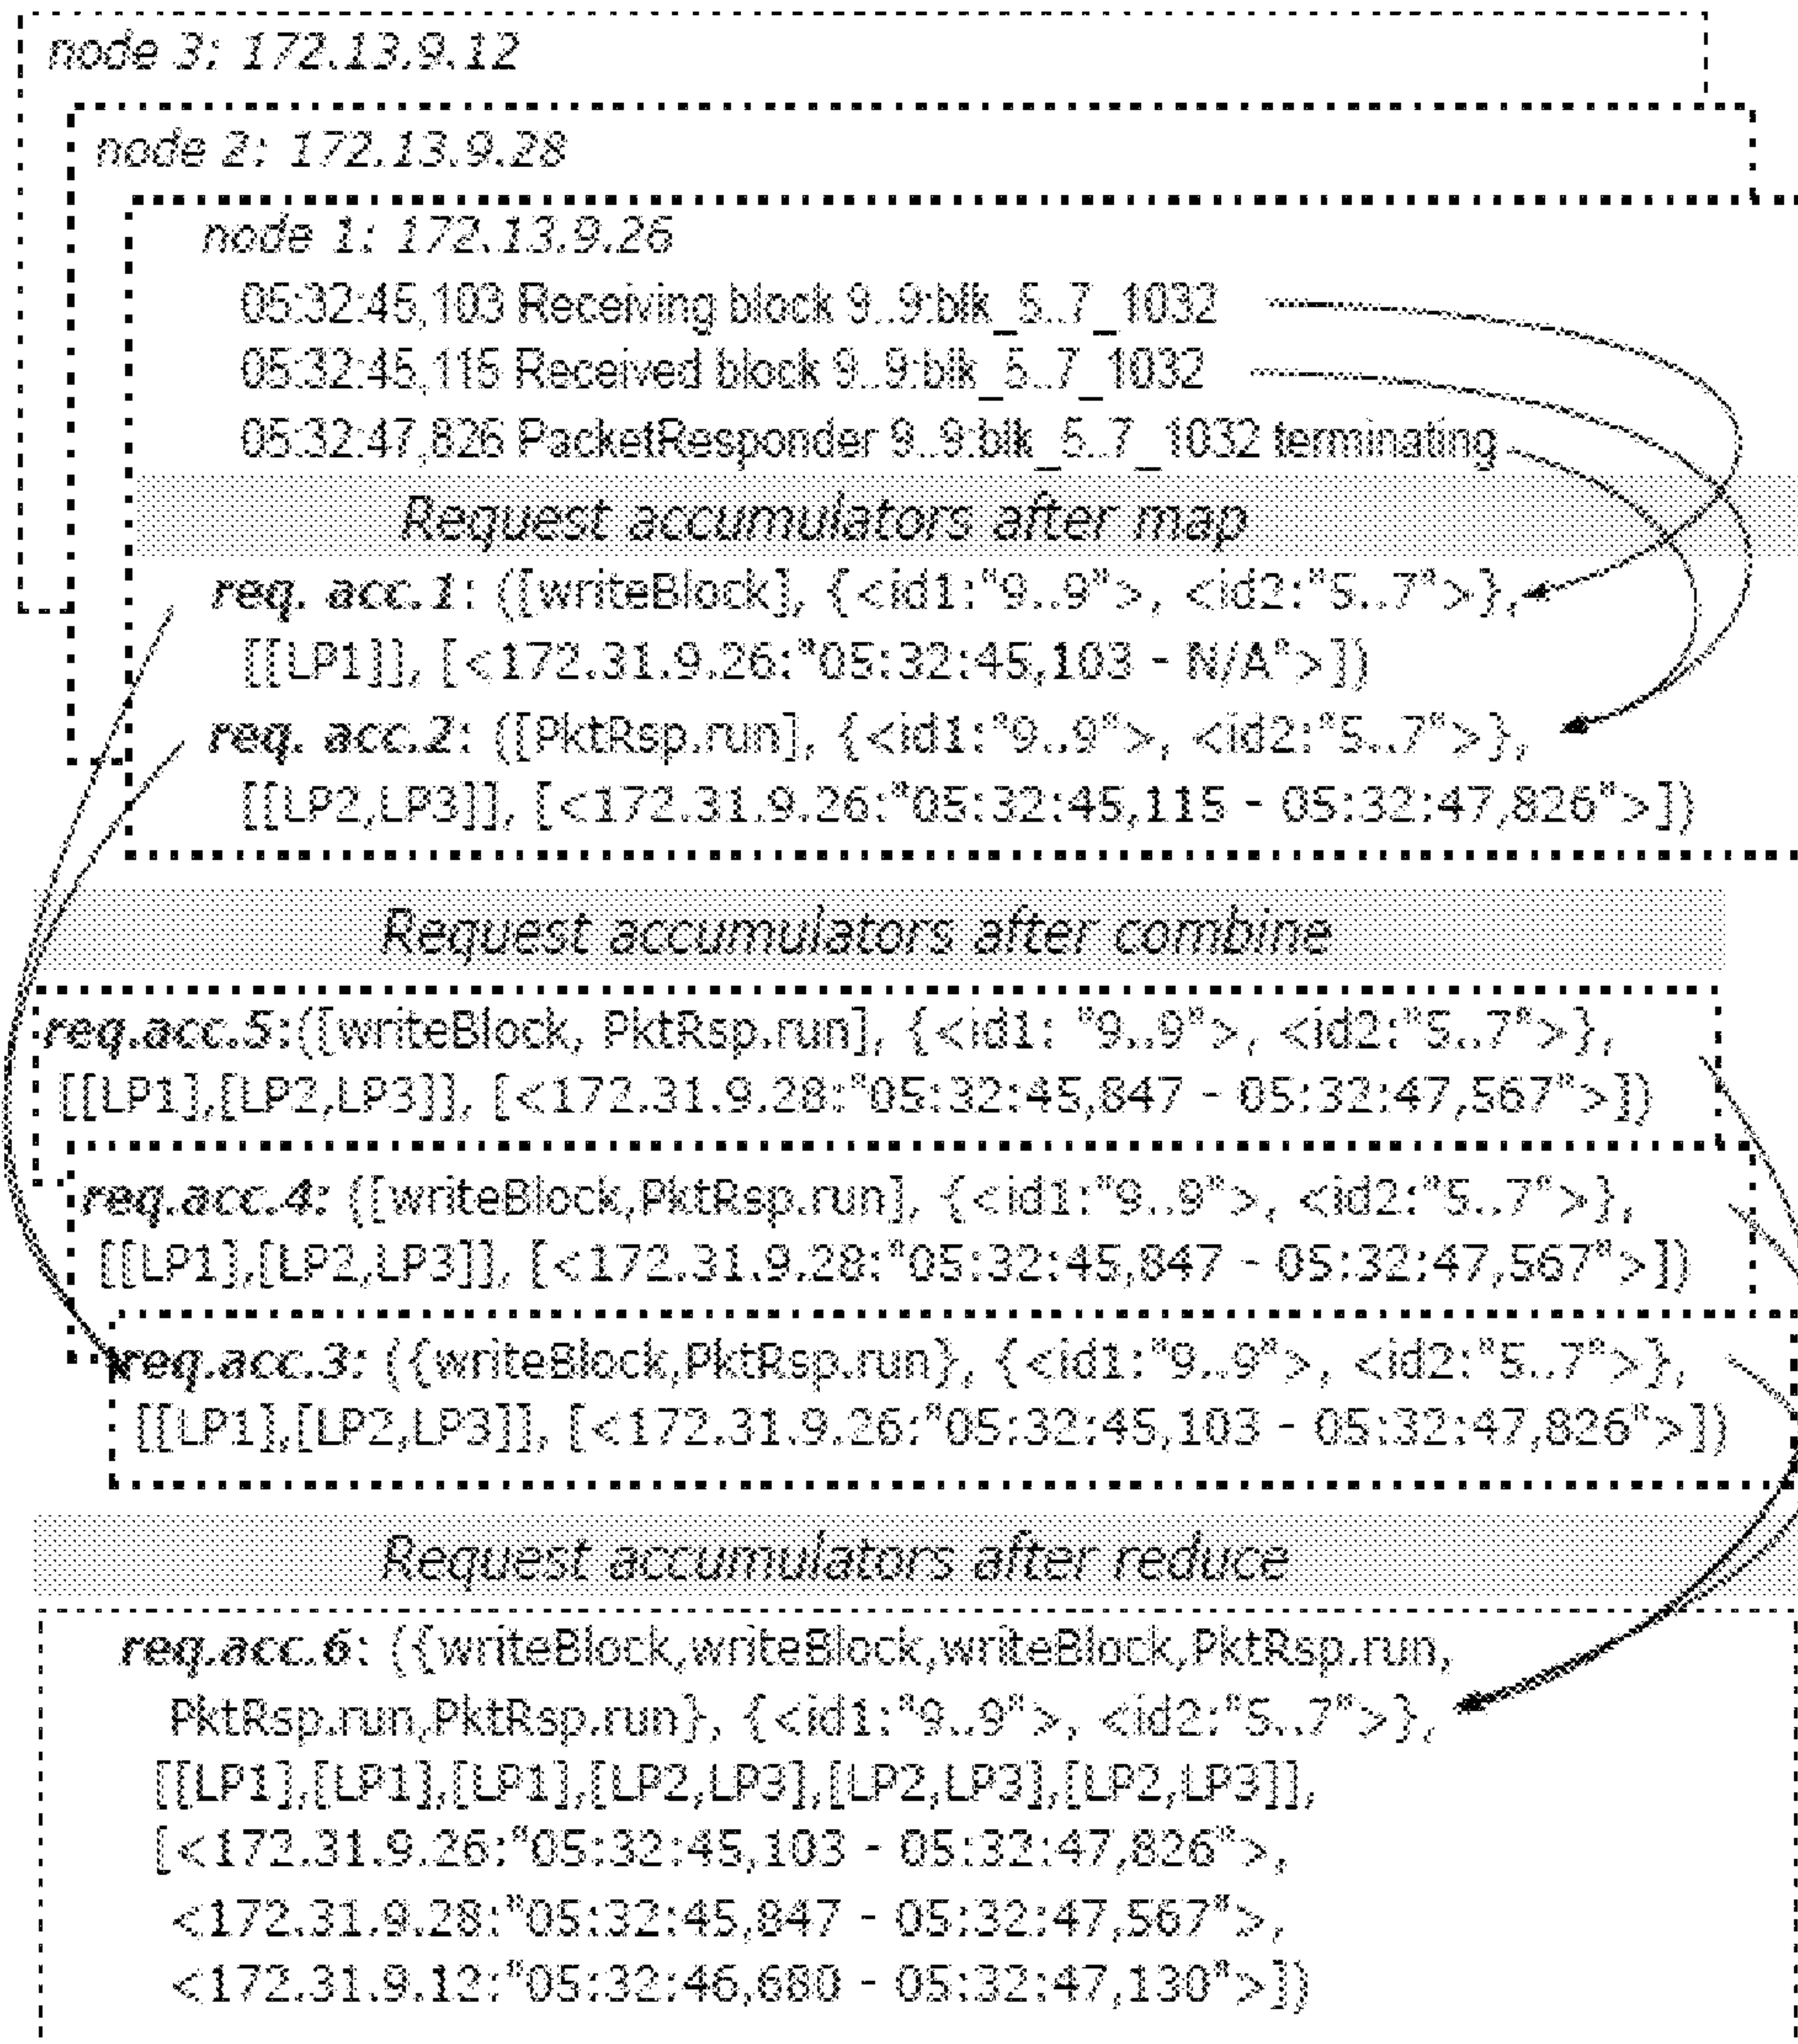 node 3: 172.13.9.12
node 2: 172.13.9.28
node 1: 172.13.9.26
05:32:45,103 Receiving block 9..9:blk_5..7_1032
05:32:45,115 Received block 9..9:blk_5..7_1032
05:32:47,826 PacketResponder 9..9:blk_5..7_1032 terminating
Request accumulators after map
req. acc.1: ([writeBlock], {<id1:"9..9">, <id2:"5..7">},
[[LP1]], [<172.31.9.26:"05:32:45,103 - N/A">])
req. acc.2: ([PktRsp.run], {<id1:"9..9">, <id2:"5..7">},
[[LP2,LP3]], [<172.31.9.26:"05:32:45,115 - 05:32:47,826">])
Request accumulators after combine
req.acc.5:([writeBlock, PktRsp.run], {<id1: "9..9">, <id2:"5..7">},
[[LP1],[LP2,LP3]], [<172.31.9.28:"05:32:45,847 - 05:32:47,567">])
req.acc.4: ([writeBlock,PktRsp.run], {<id1:"9..9">, <id2:"5..7">},
[[LP1],[LP2,LP3]], [<172.31.9.28:"05:32:45,847 - 05:32:47,567">])
req.acc.3: ({writeBlock,PktRsp.run}, {<id1:"9..9">, <id2:"5..7">},
[[LP1],[LP2,LP3]], [<172.31.9.26:"05:32:45,103 - 05:32:47,826">])
Request accumulators after reduce
req.acc.6: ({writeBlock,writeBlock,writeBlock,PktRsp.run,
PktRsp.run,PktRsp.run}, {<id1:"9..9">, <id2:"5..7">},
[[LP1],[LP1],[LP1],[LP2,LP3],[LP2,LP3],[LP2,LP3]],
[<172.31.9.26:"05:32:45,103 - 05:32:47,826">,
<172.31.9.28:"05:32:45,847 - 05:32:47,567">,
<172.31.9.12:"05:32:46,680 - 05:32:47,130">])